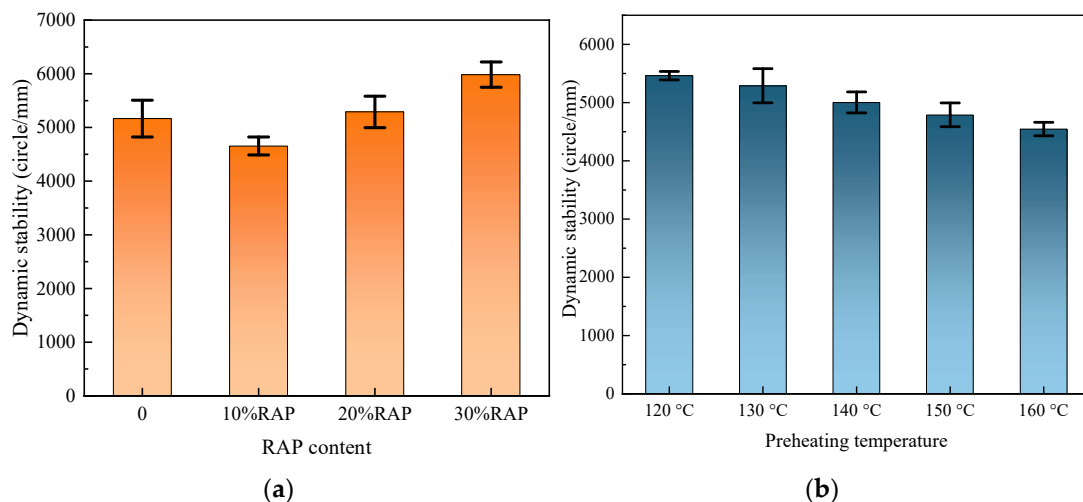 Dynamic stability (circle/mm)
7000
6000
5000
4000
3000
2000
1000
0
0 10%RAP 20%RAP 30%RAP
RAP content
(a)
Dynamic stability (circle/mm)
6000
5000
4000
3000
2000
1000
0
120 °C 130 °C 140 °C 150 °C 160 °C
Preheating temperature
(b)